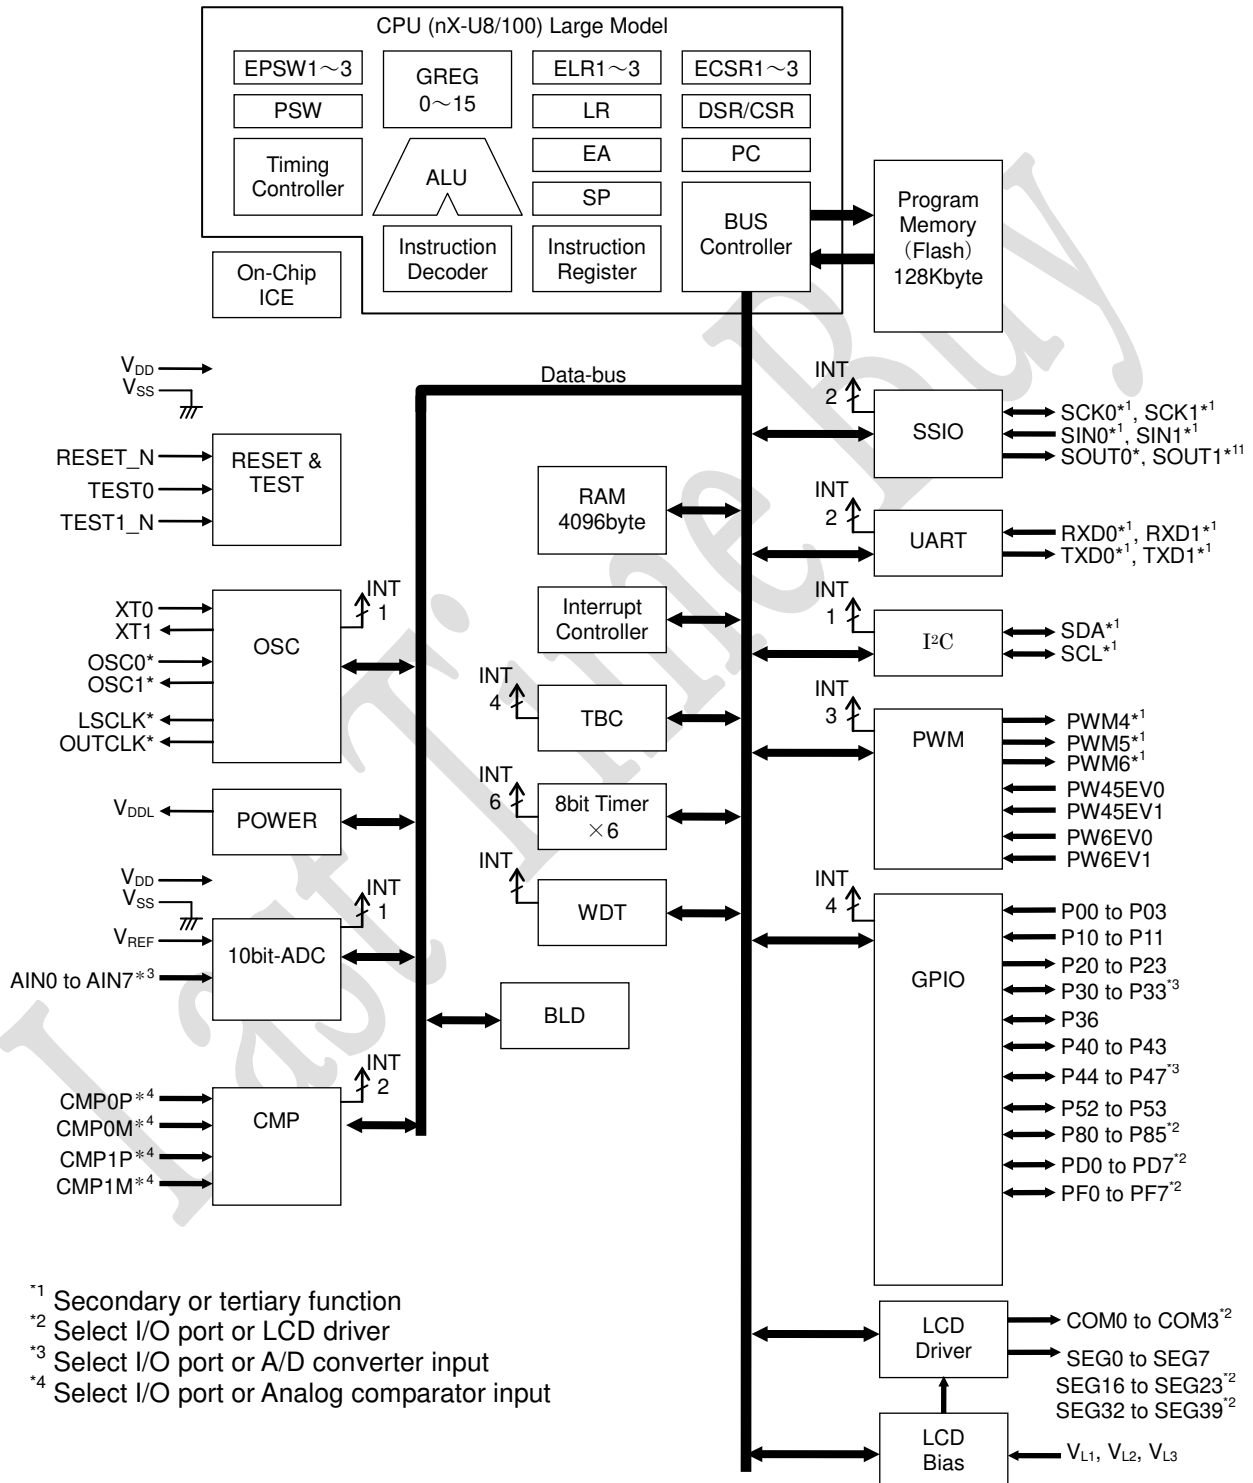 CPU (nX-U8/100) Large Model
EPSW1～3
GREG
0～15
ELR1～3
ECSR1～3
PSW
LR
DSR/CSR
Timing
Controller
ALU
EA
PC
SP
BUS
Controller
Instruction
Decoder
Instruction
Register
On-Chip
ICE
Program
Memory
（Flash）
128Kbyte
Data-bus
VDD
VSS
RESET_N
TEST0
TEST1_N
RESET &
TEST
XT0
XT1
OSC0*
OSC1*
LSCLK*
OUTCLK*
OSC
INT
1
VDDL
POWER
VDD
VSS
VREF
AIN0 to AIN7*3
10bit-ADC
INT
1
CMP0P*4
CMP0M*4
CMP1P*4
CMP1M*4
CMP
INT
2
RAM
4096byte
Interrupt
Controller
INT
4
TBC
INT
6
8bit Timer
×6
INT
WDT
BLD
INT
2
SSIO
SCK0*1, SCK1*1
SIN0*1, SIN1*1
SOUT0*, SOUT1*11
INT
2
UART
RXD0*1, RXD1*1
TXD0*1, TXD1*1
INT
1
I2C
SDA*1
SCL*1
INT
3
PWM
PWM4*1
PWM5*1
PWM6*1
PW45EV0
PW45EV1
PW6EV0
PW6EV1
INT
4
GPIO
P00 to P03
P10 to P11
P20 to P23
P30 to P33*3
P36
P40 to P43
P44 to P47*3
P52 to P53
P80 to P85*2
PD0 to PD7*2
PF0 to PF7*2
LCD
Driver
COM0 to COM3*2
SEG0 to SEG7
SEG16 to SEG23*2
SEG32 to SEG39*2
LCD
Bias
VL1, VL2, VL3
*1 Secondary or tertiary function
*2 Select I/O port or LCD driver
*3 Select I/O port or A/D converter input
*4 Select I/O port or Analog comparator input
Last Time Buy